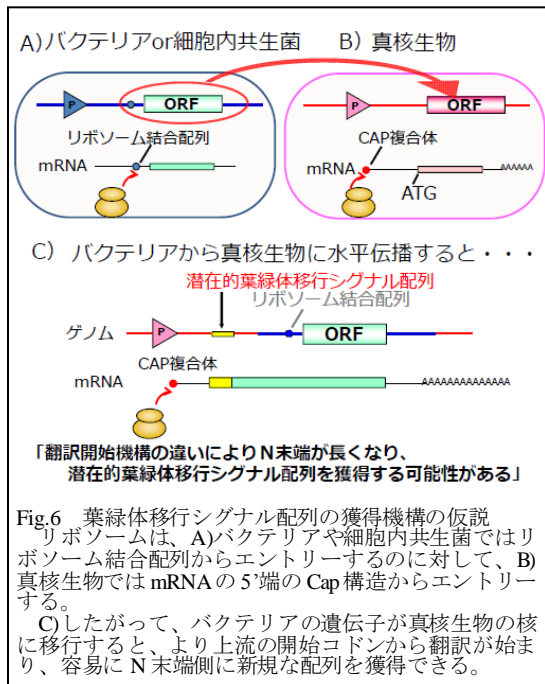 A)バクテリアor細胞内共生菌
B) 真核生物
P
ORF
リボソーム結合配列
mRNA
P
ORF
CAP複合体
mRNA
AAAAAA
ATG
C) バクテリアから真核生物に水平伝播すると・・・
潜在的葉緑体移行シグナル配列
リボソーム結合配列
ゲノム
P
ORF
CAP複合体
mRNA
AAAAAAAAAAAAAA
「翻訳開始機構の違いによりN末端が長くなり、
潜在的葉緑体移行シグナル配列を獲得する可能性がある」
Fig.6 葉緑体移行シグナル配列の獲得機構の仮説
リボソームは、A)バクテリアや細胞内共生菌ではリ
ボソーム結合配列からエントリーするのに対して、B)
真核生物では mRNA の 5’端の Cap 構造からエントリー
する。
C)したがって、バクテリアの遺伝子が真核生物の核
に移行すると、より上流の開始コドンから翻訳が始ま
り、容易に N 末端側に新規な配列を獲得できる。